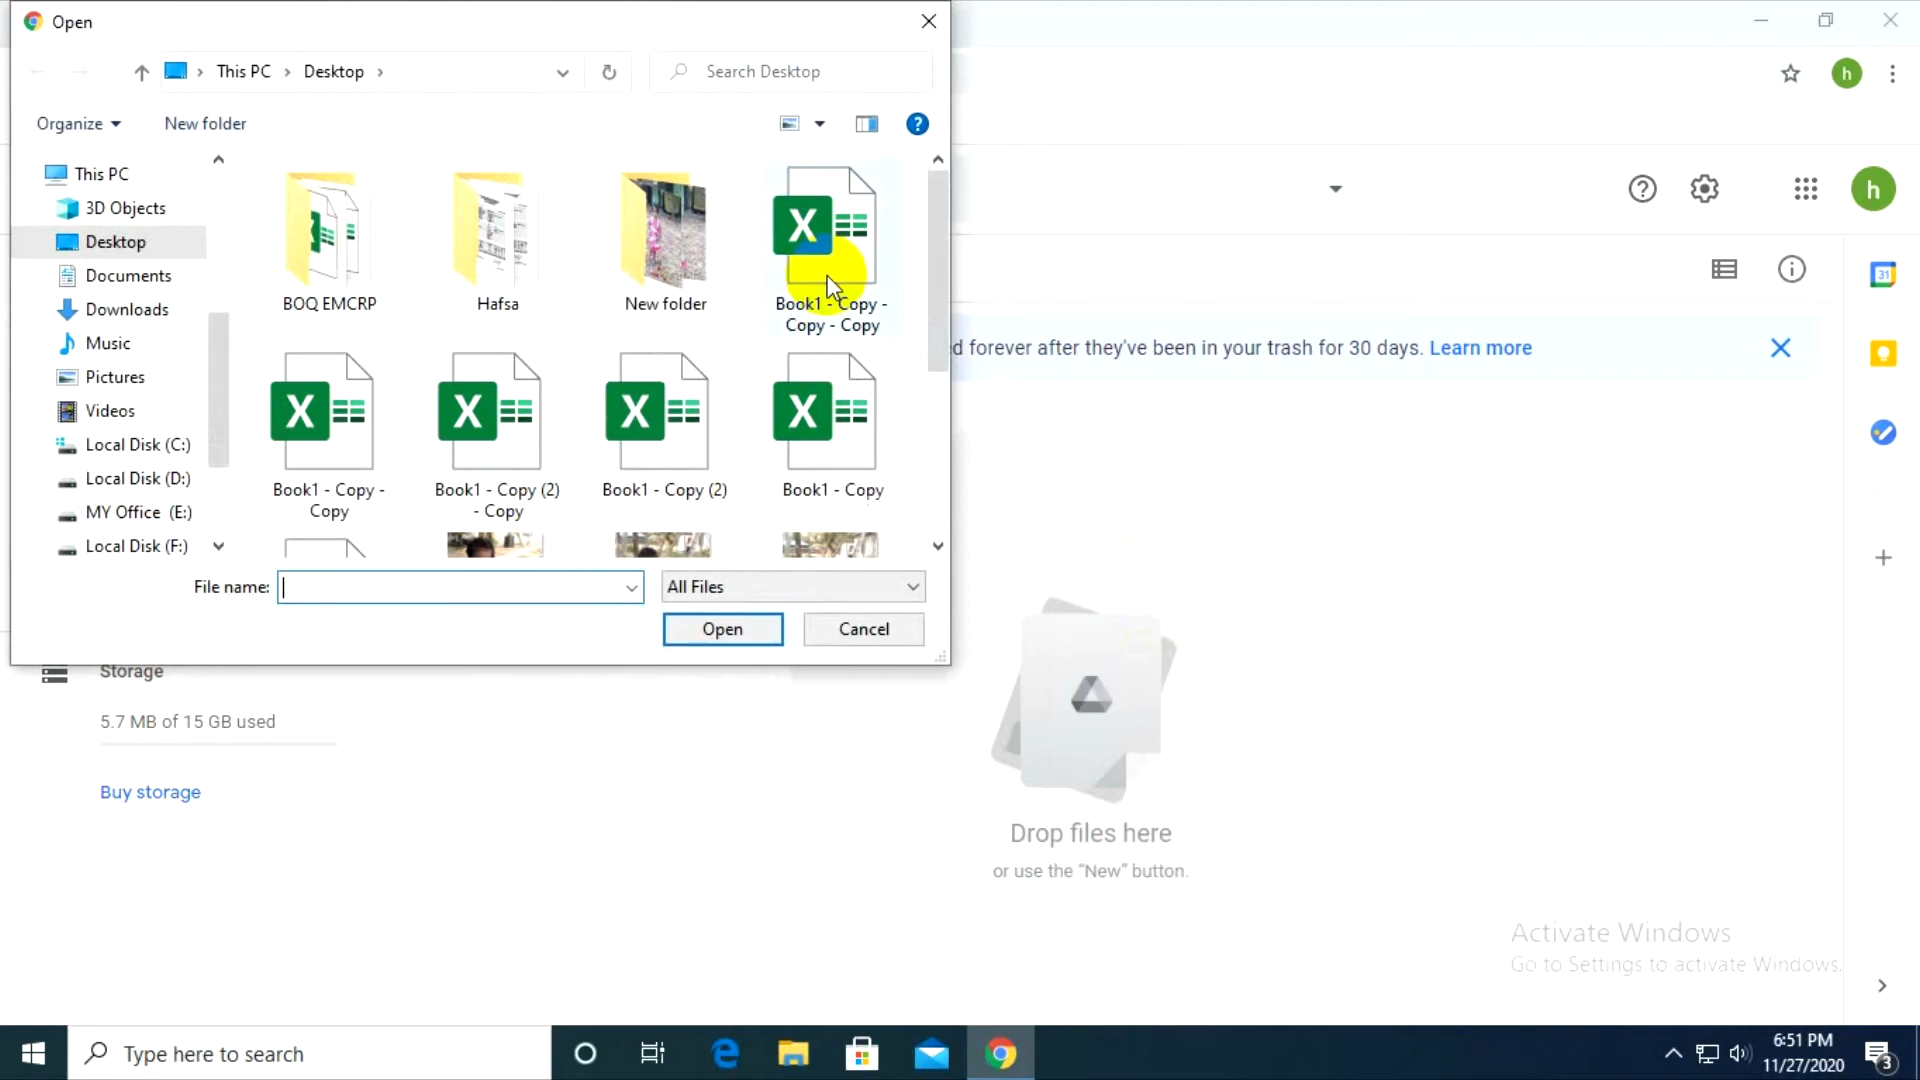 Open
This PC
Desktop
Search Desktop
Organize
New folder
h
This PC
3D Objects
Desktop
Documents
Downloads
Music
Pictures
Videos
Local Disk (C:)
Local Disk (D:)
MY Office (E:)
Local Disk (F:)
BOQ EMCRP
Hafsa
New folder
X
Book1 - Copy -
Copy - Copy
X
X
X
X
Book1 - Copy -
Copy
Book1 - Copy (2)
- Copy
Book1 - Copy (2)
Book1 - Copy
File name:
All Files
Open
Cancel
h
31
d forever after they've been in your trash for 30 days. Learn more
Storage
5.7 MB of 15 GB used
Buy storage
Drop files here
or use the “New” button.
Activate Windows
Go to Settings to activate Windows.
Type here to search
6:51 PM
11/27/2020
3